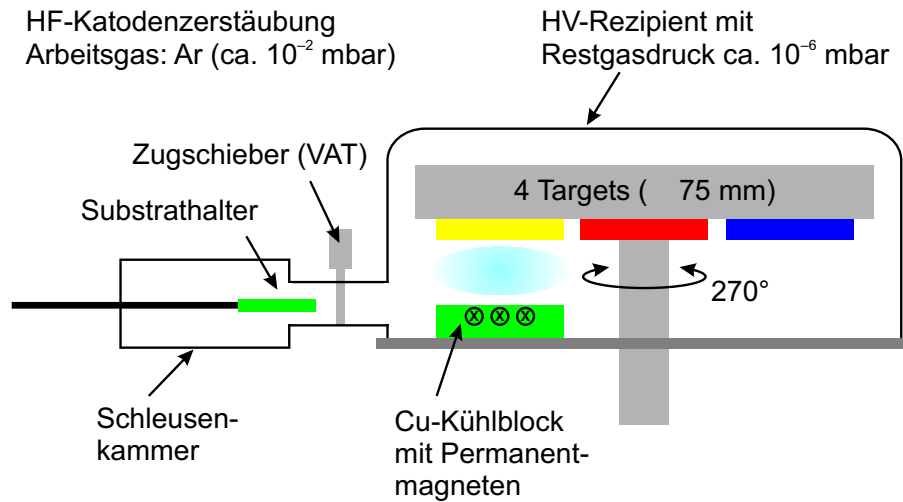 HF-Katodenzerstäubung
Arbeitsgas: Ar (ca. 10⁻² mbar)
HV-Rezipient mit
Restgasdruck ca. 10⁻⁶ mbar
Zugschieber (VAT)
Substrathalter
4 Targets (   75 mm)
270°
x x x
Schleusen-
kammer
Cu-Kühlblock
mit Permanent-
magneten